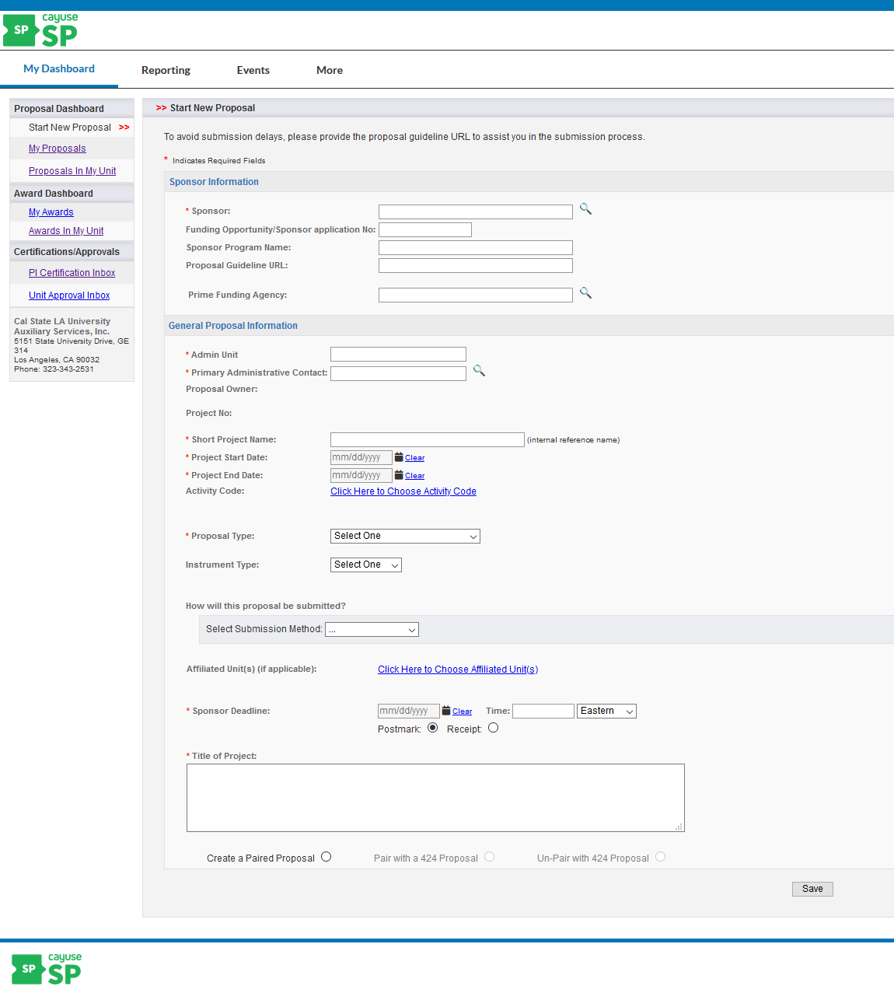 SP cayuse SP
My Dashboard Reporting Events More
Proposal Dashboard
Start New Proposal >>
My Proposals
Proposals In My Unit
Award Dashboard
My Awards
Awards In My Unit
Certifications/Approvals
PI Certification Inbox
Unit Approval Inbox
Cal State LA University
Auxiliary Services, Inc.
5151 State University Drive, GE
314
Los Angeles, CA 90032
Phone: 323-343-2531
>> Start New Proposal
To avoid submission delays, please provide the proposal guideline URL to assist you in the submission process.
* Indicates Required Fields
Sponsor Information
* Sponsor:
Funding Opportunity/Sponsor application No:
Sponsor Program Name:
Proposal Guideline URL:
Prime Funding Agency:
General Proposal Information
* Admin Unit
* Primary Administrative Contact:
Proposal Owner:
Project No:
* Short Project Name: (internal reference name)
* Project Start Date: mm/dd/yyyy Clear
* Project End Date: mm/dd/yyyy Clear
Activity Code: Click Here to Choose Activity Code
* Proposal Type: Select One
Instrument Type: Select One
How will this proposal be submitted?
Select Submission Method: ...
Affiliated Unit(s) (if applicable): Click Here to Choose Affiliated Unit(s)
* Sponsor Deadline: mm/dd/yyyy Clear Time: Eastern
Postmark: Receipt:
* Title of Project:
Create a Paired Proposal Pair with a 424 Proposal Un-Pair with 424 Proposal
Save
SP cayuse SP